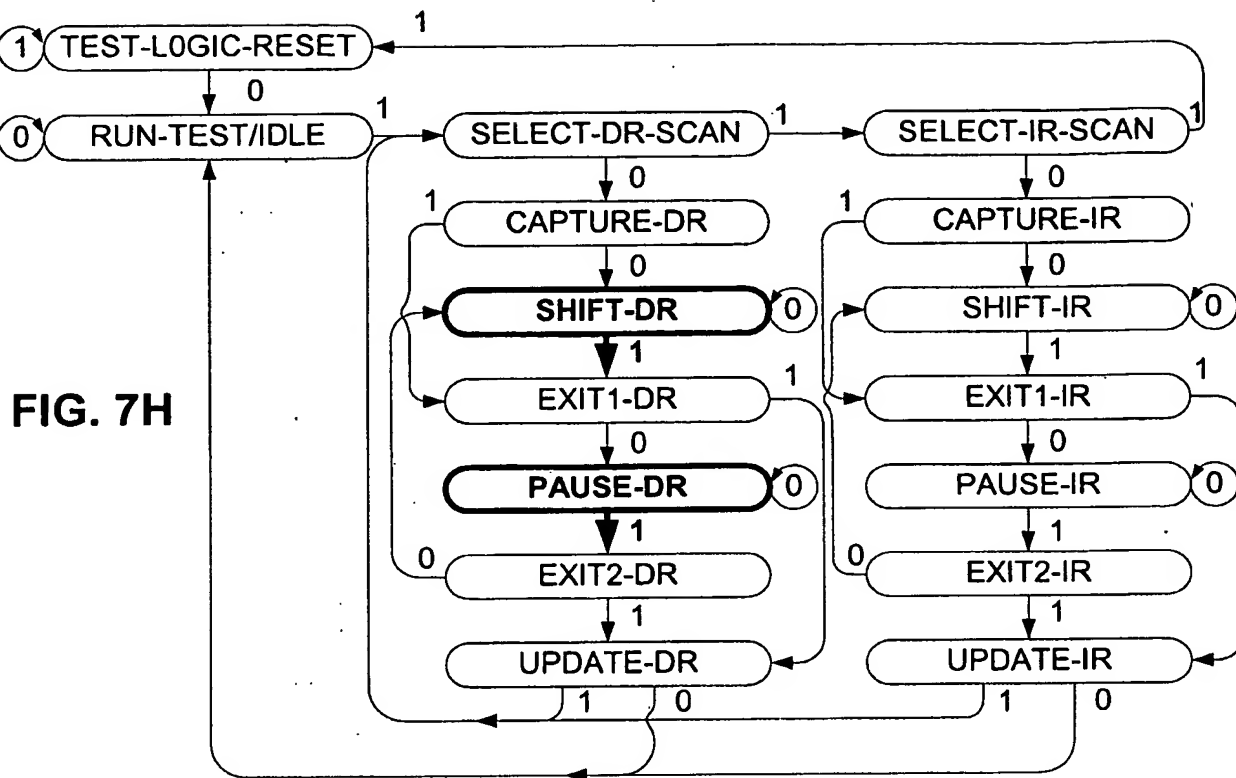 1
1 TEST-L0GIC-RESET
0
1
0 RUN-TEST/IDLE
SELECT-DR-SCAN 1
SELECT-IR-SCAN 1
0
0
1 CAPTURE-DR
1 CAPTURE-IR
0
0
SHIFT-DR 0
SHIFT-IR 0
1
1
EXIT1-DR 1
EXIT1-IR 1
FIG. 7H
0
0
PAUSE-DR 0
PAUSE-IR 0
1
1
0 EXIT2-DR
0 EXIT2-IR
1
1
UPDATE-DR
UPDATE-IR
1 0
1 0